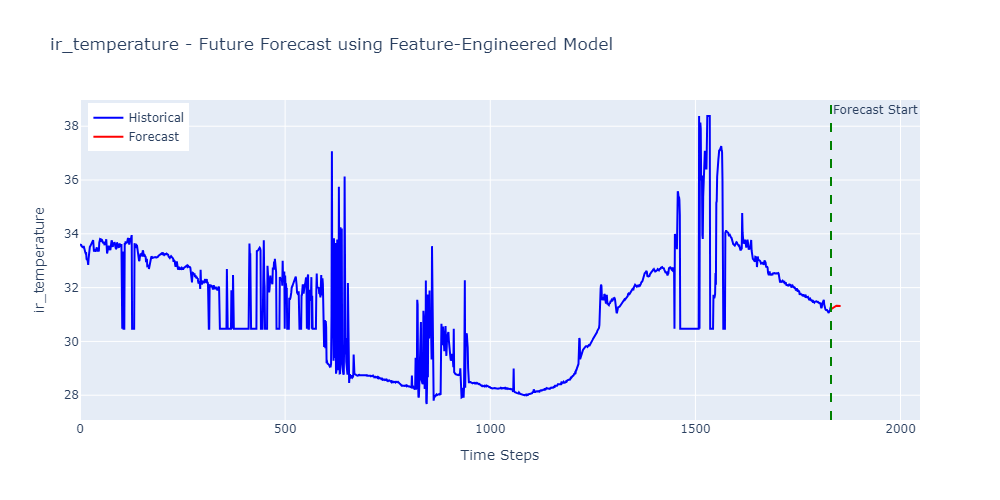 ir_temperature - Future Forecast using Feature-Engineered Model
Historical
Forecast
Forecast Start
38
36
34
32
30
28
ir_temperature
0
500
1000
1500
2000
Time Steps